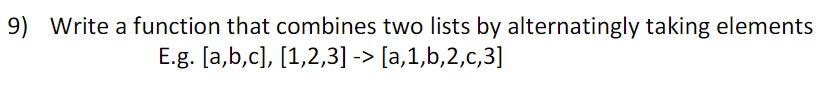 9) Write a function that combines two lists by alternatingly taking elements
E.g. [a,b,c], [1,2,3] -> [a,1,b,2,c,3]